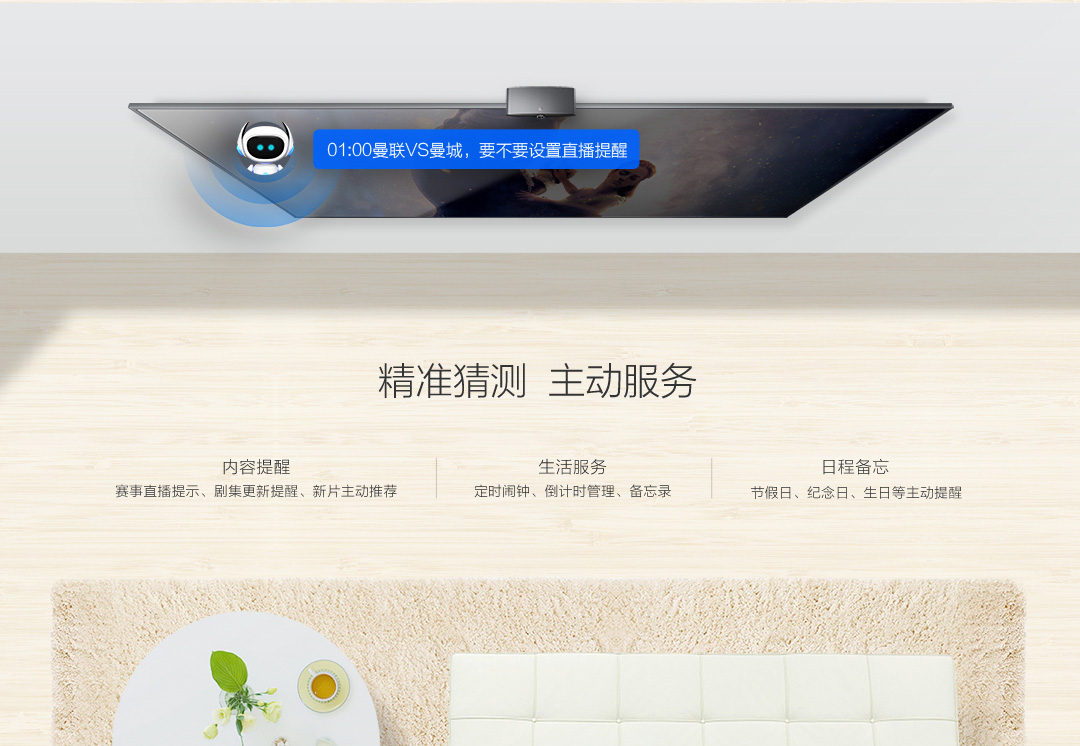 01:00曼联VS曼城，要不要设置直播提醒
精准猜测 主动服务
内容提醒
赛事直播提示、剧集更新提醒、新片主动推荐
生活服务
定时闹钟、倒计时管理、备忘录
日程备忘
节假日、纪念日、生日等主动提醒